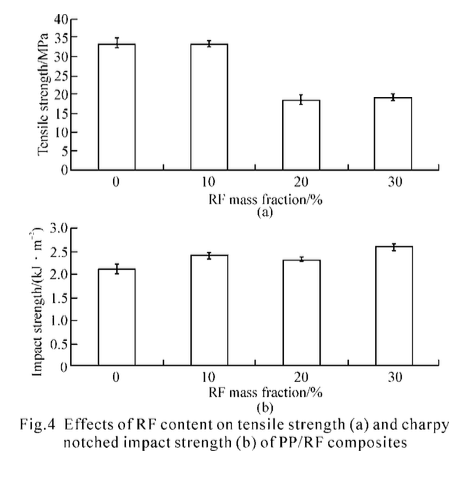 40
35
30
25
20
15
10
5
0
Tensile strength/MPa
0 10 20 30
RF mass fraction/%
(a)
3.0
2.5
2.0
1.5
1.0
0.5
0
Impact strength/(kJ · m⁻²)
0 10 20 30
RF mass fraction/%
(b)
Fig.4 Effects of RF content on tensile strength (a) and charpy
notched impact strength (b) of PP/RF composites